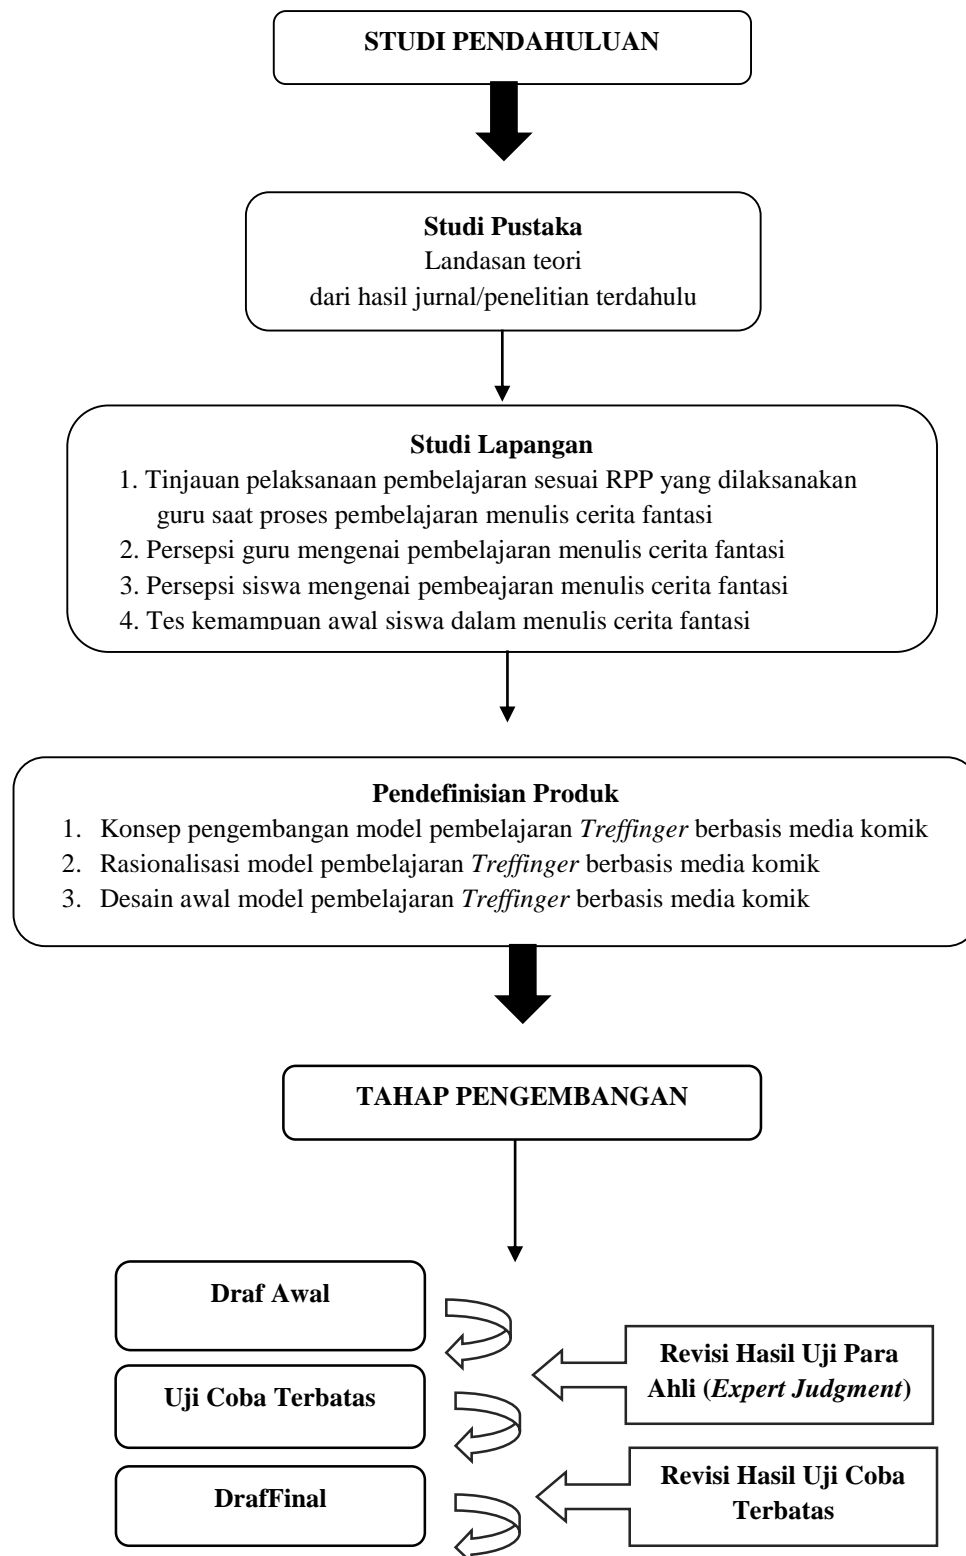 STUDI PENDAHULUAN
Studi Pustaka
Landasan teori
dari hasil jurnal/penelitian terdahulu
Studi Lapangan
1. Tinjauan pelaksanaan pembelajaran sesuai RPP yang dilaksanakan
guru saat proses pembelajaran menulis cerita fantasi
2. Persepsi guru mengenai pembelajaran menulis cerita fantasi
3. Persepsi siswa mengenai pembeajaran menulis cerita fantasi
4. Tes kemampuan awal siswa dalam menulis cerita fantasi
Pendefinisian Produk
1. Konsep pengembangan model pembelajaran Treffinger berbasis media komik
2. Rasionalisasi model pembelajaran Treffinger berbasis media komik
3. Desain awal model pembelajaran Treffinger berbasis media komik
TAHAP PENGEMBANGAN
Draf Awal
Revisi Hasil Uji Para
Ahli (Expert Judgment)
Uji Coba Terbatas
Revisi Hasil Uji Coba
Terbatas
DrafFinal